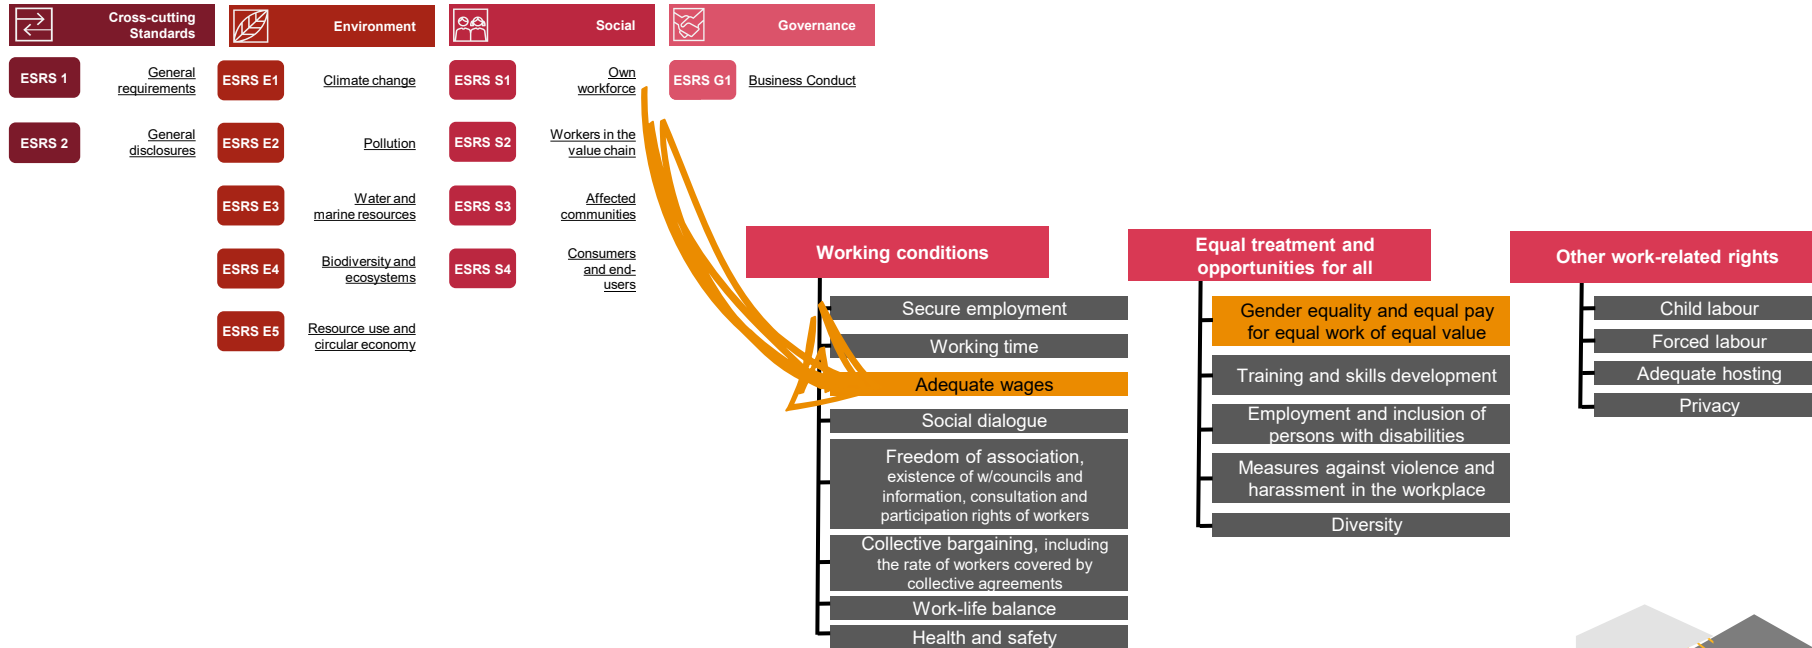 Cross-cutting
Standards
Environment
Social
Governance
ESRS 1
General
requirements
ESRS 2
General
disclosures
ESRS E1
Climate change
ESRS E2
Pollution
ESRS E3
Water and
marine resources
ESRS E4
Biodiversity and
ecosystems
ESRS E5
Resource use and
circular economy
ESRS S1
Own
workforce
ESRS S2
Workers in the
value chain
ESRS S3
Affected
communities
ESRS S4
Consumers
and end-
users
ESRS G1
Business Conduct
Working conditions
Secure employment
Working time
Adequate wages
Social dialogue
Freedom of association,
existence of w/councils and
information, consultation and
participation rights of workers
Collective bargaining, including
the rate of workers covered by
collective agreements
Work-life balance
Health and safety
Equal treatment and
opportunities for all
Gender equality and equal pay
for equal work of equal value
Training and skills development
Employment and inclusion of
persons with disabilities
Measures against violence and
harassment in the workplace
Diversity
Other work-related rights
Child labour
Forced labour
Adequate hosting
Privacy